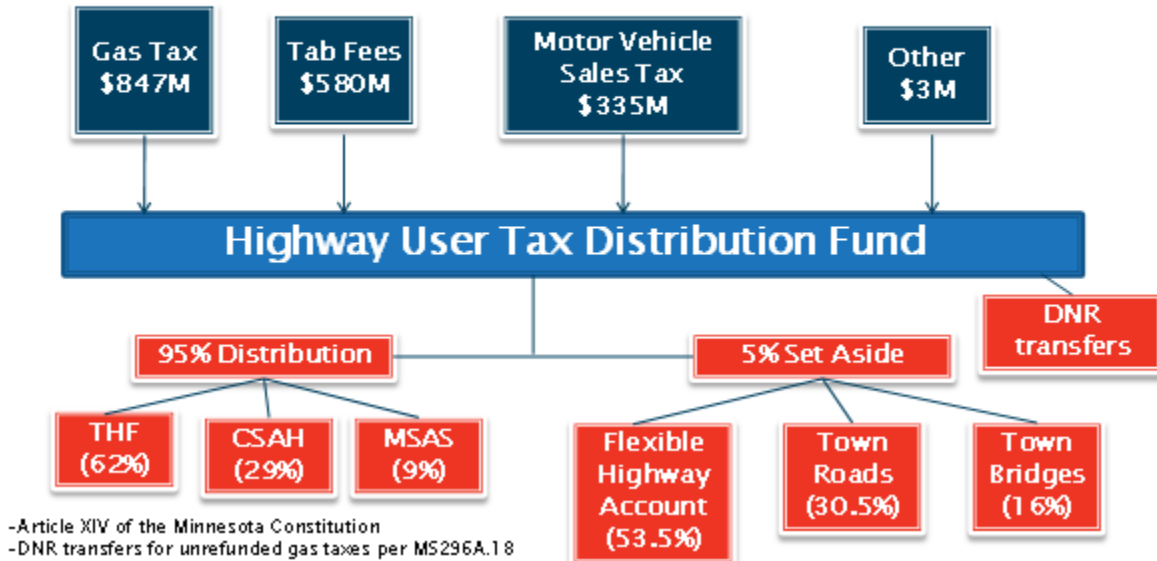 Gas Tax
$847M
Tab Fees
$580M
Motor Vehicle
Sales Tax
$335M
Other
$3M
Highway User Tax Distribution Fund
DNR
transfers
95% Distribution
5% Set Aside
THF
(62%)
CSAH
(29%)
MSAS
(9%)
Flexible
Highway
Account
(53.5%)
Town
Roads
(30.5%)
Town
Bridges
(16%)
-Article XIV of the Minnesota Constitution
-DNR transfers for unrefunded gas taxes per MS296A.18